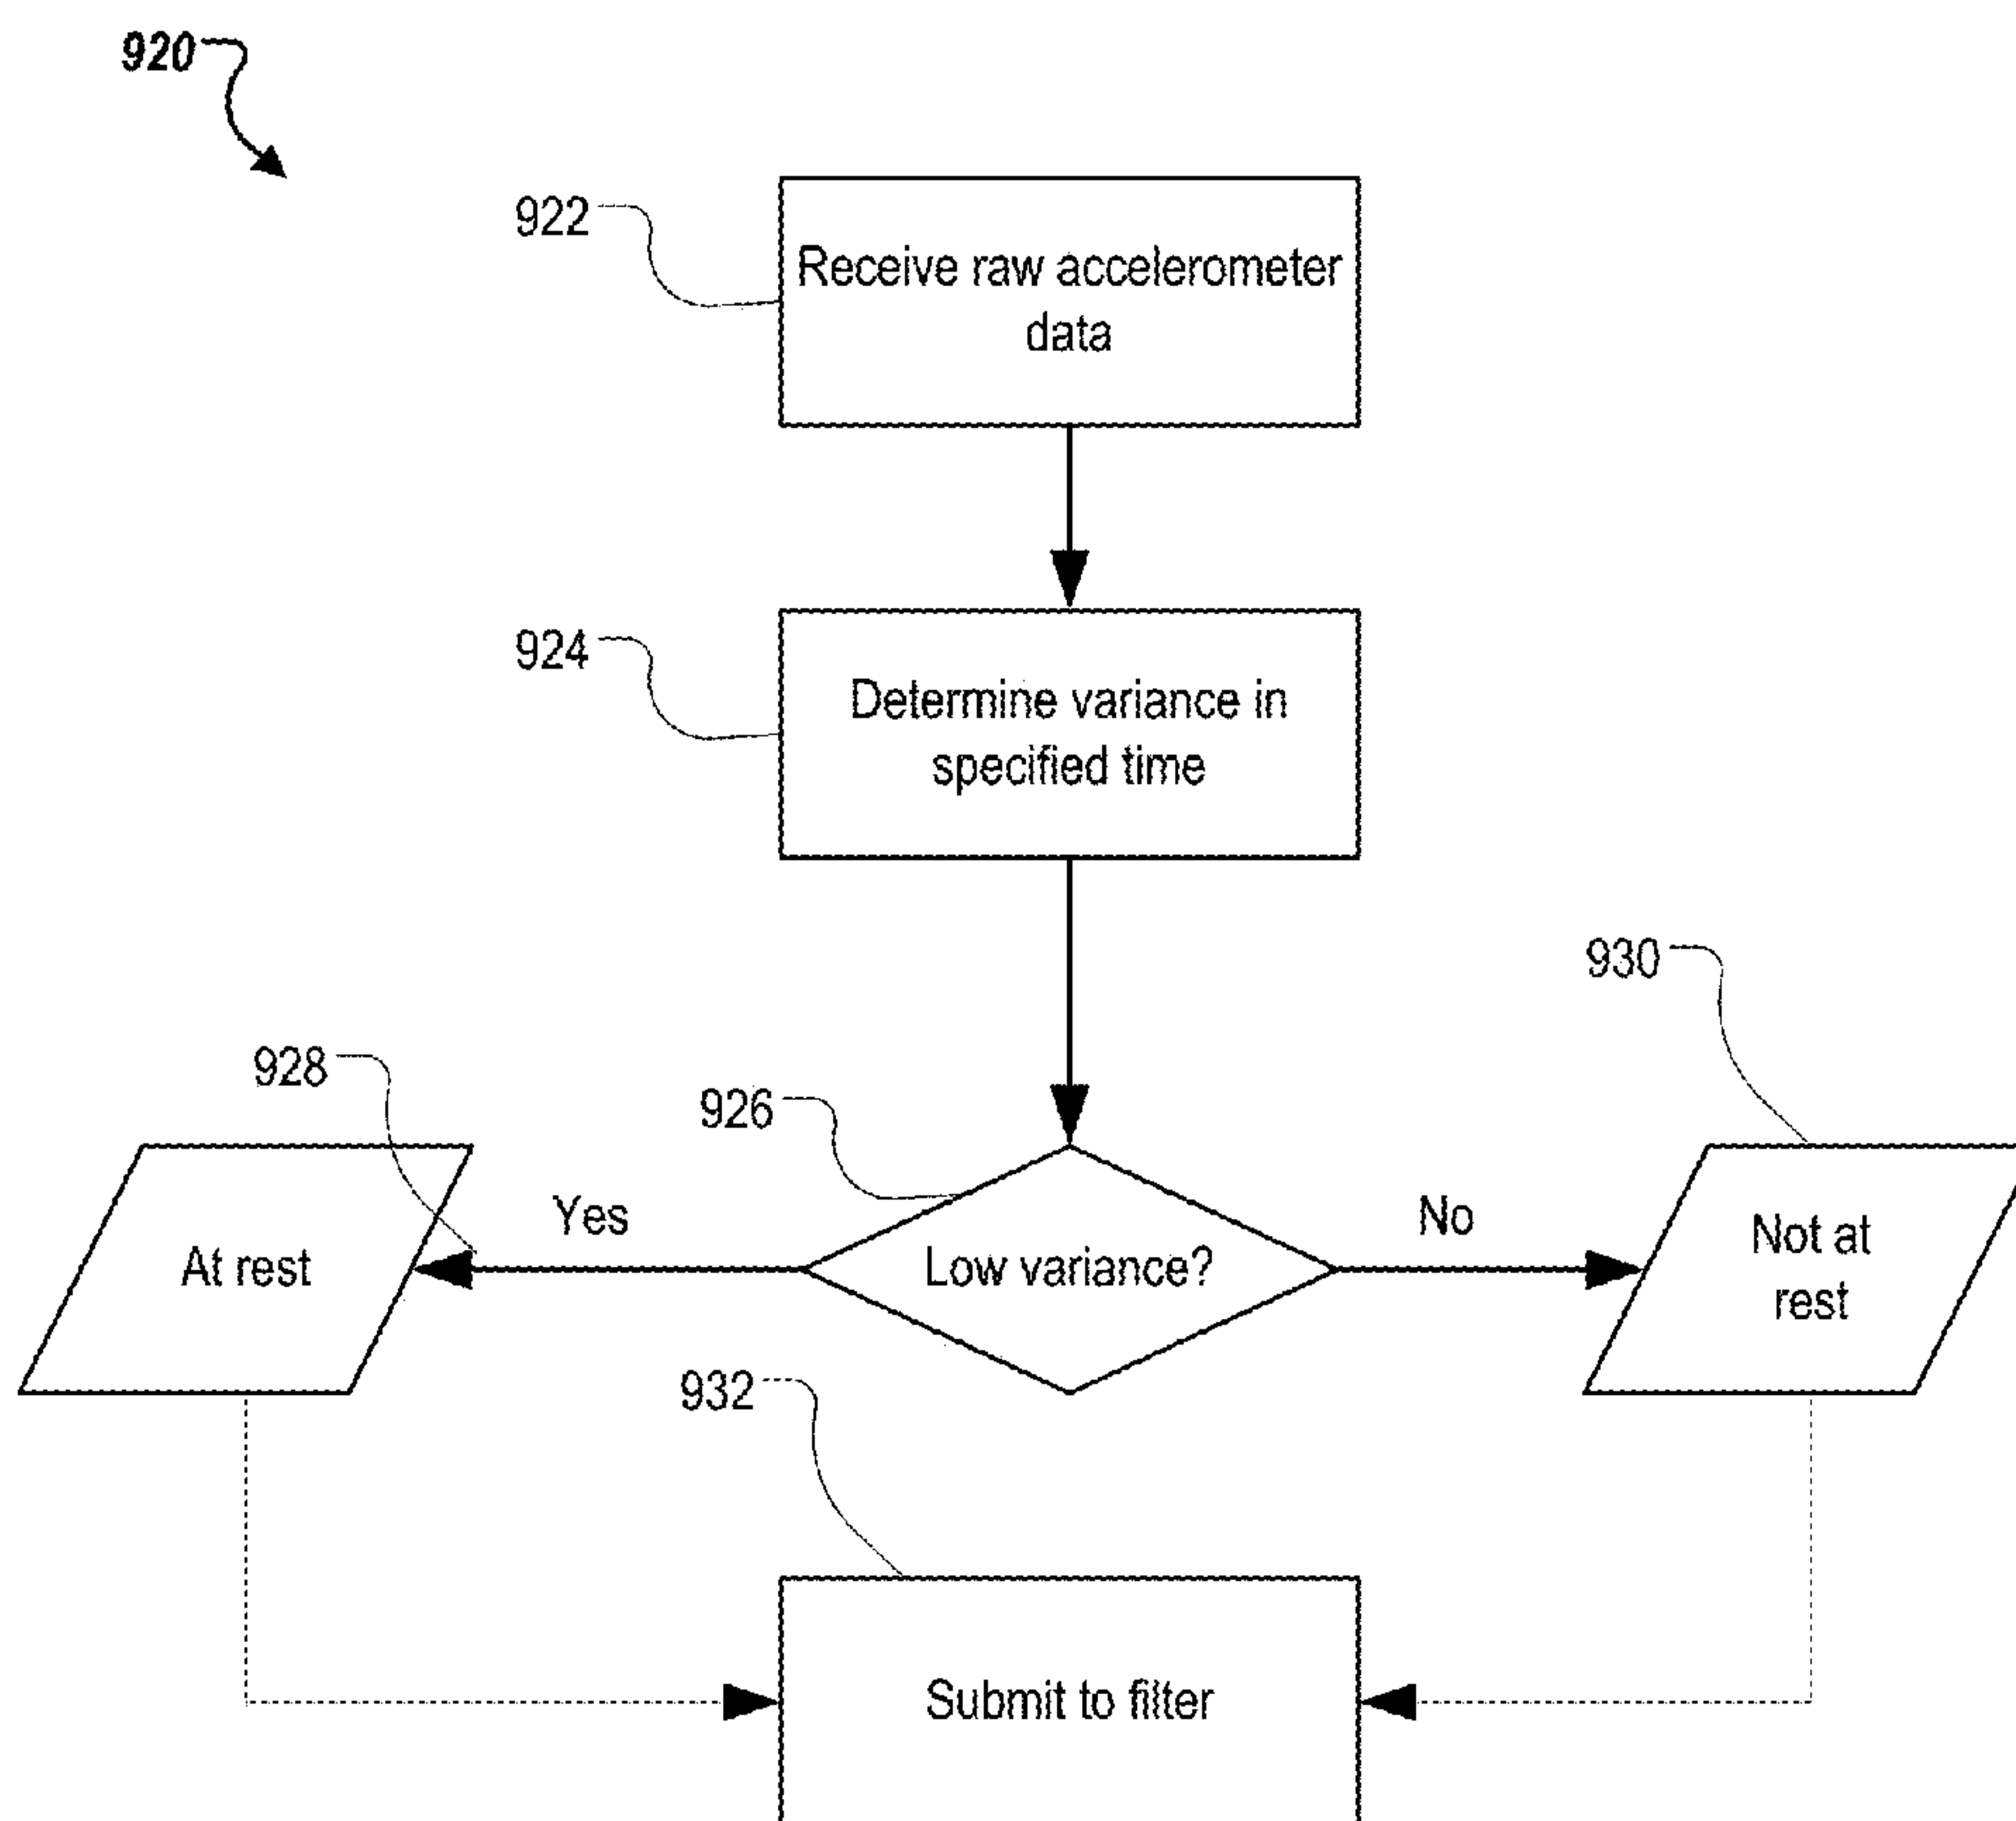 920
922
Receive raw accelerometer
data
924
Determine variance in
specified time
930
928
926
Yes
No
At rest
Low variance?
Not at
rest
932
Submit to filter